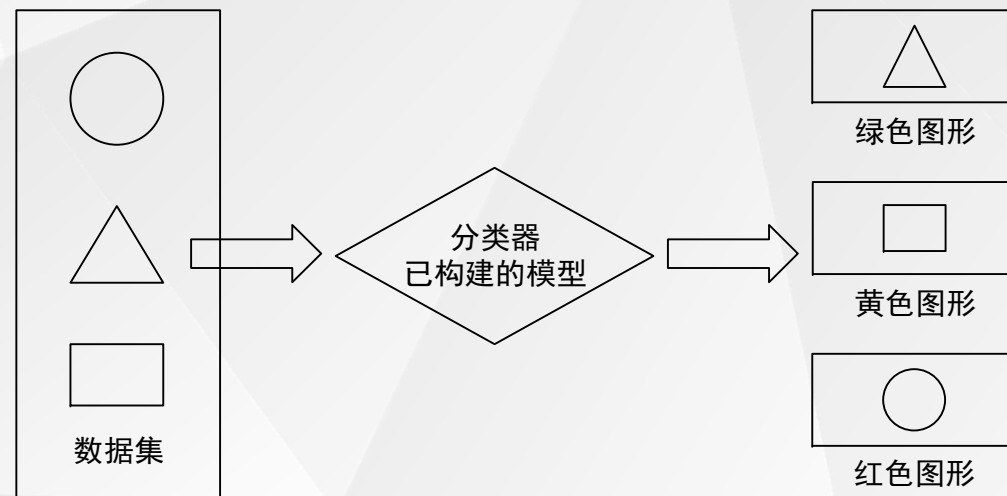 数据集
分类器
已构建的模型
绿色图形
黄色图形
红色图形